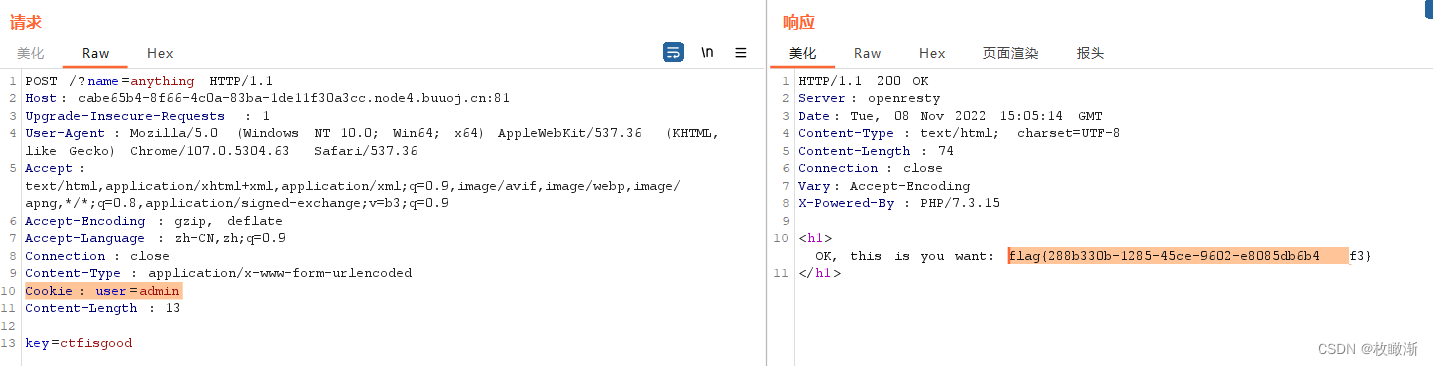 请求
美化 Raw Hex \n
1 POST /?name=anything HTTP/1.1
2 Host: cabe65b4-8f66-4c0a-83ba-1de11f30a3cc.node4.buuoj.cn:81
3 Upgrade-Insecure-Requests : 1
4 User-Agent : Mozilla/5.0 (Windows NT 10.0; Win64; x64) AppleWebKit/537.36 (KHTML,
like Gecko) Chrome/107.0.5304.63 Safari/537.36
5 Accept :
text/html,application/xhtml+xml,application/xml;q=0.9,image/avif,image/webp,image/
apng,*/*;q=0.8,application/signed-exchange;v=b3;q=0.9
6 Accept-Encoding : gzip, deflate
7 Accept-Language : zh-CN,zh;q=0.9
8 Connection : close
9 Content-Type : application/x-www-form-urlencoded
10 Cookie : user=admin
11 Content-Length : 13
12
13 key=ctfisgood
响应
美化 Raw Hex 页面渲染 报头
1 HTTP/1.1 200 OK
2 Server : openresty
3 Date : Tue, 08 Nov 2022 15:05:14 GMT
4 Content-Type : text/html; charset=UTF-8
5 Content-Length : 74
6 Connection : close
7 Vary : Accept-Encoding
8 X-Powered-By : PHP/7.3.15
9
10 <h1>
OK, this is you want: flag{288b330b-1285-45ce-9602-e8085db6b4 f3}
11 </h1>
CSDN @枚瞰渐